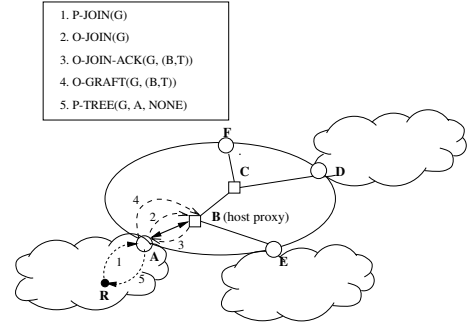 1. P-JOIN(G)
2. O-JOIN(G)
3. O-JOIN-ACK(G, (B,T))
4. O-GRAFT(G, (B,T))
5. P-TREE(G, A, NONE)
F
C
D
4
2
B (host proxy)
3
A
E
1
5
R